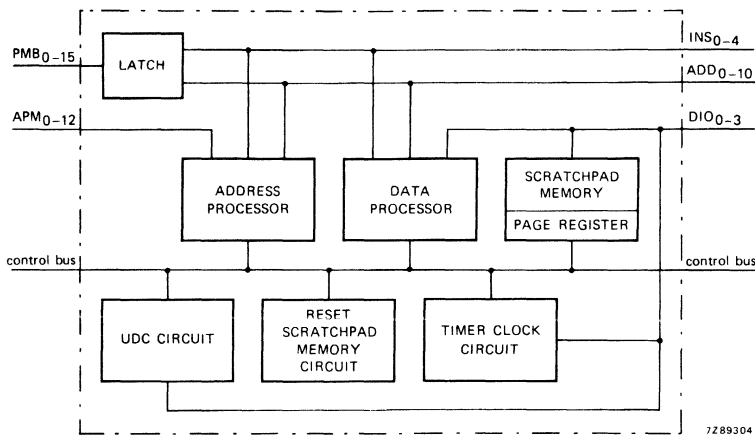 INS0–4
PMB0–15
LATCH
ADD0–10
APM0–12
DIO0–3
ADDRESS
PROCESSOR
DATA
PROCESSOR
SCRATCHPAD
MEMORY
PAGE REGISTER
control bus
control bus
UDC CIRCUIT
RESET
SCRATCHPAD
MEMORY
CIRCUIT
TIMER CLOCK
CIRCUIT
7Z89304